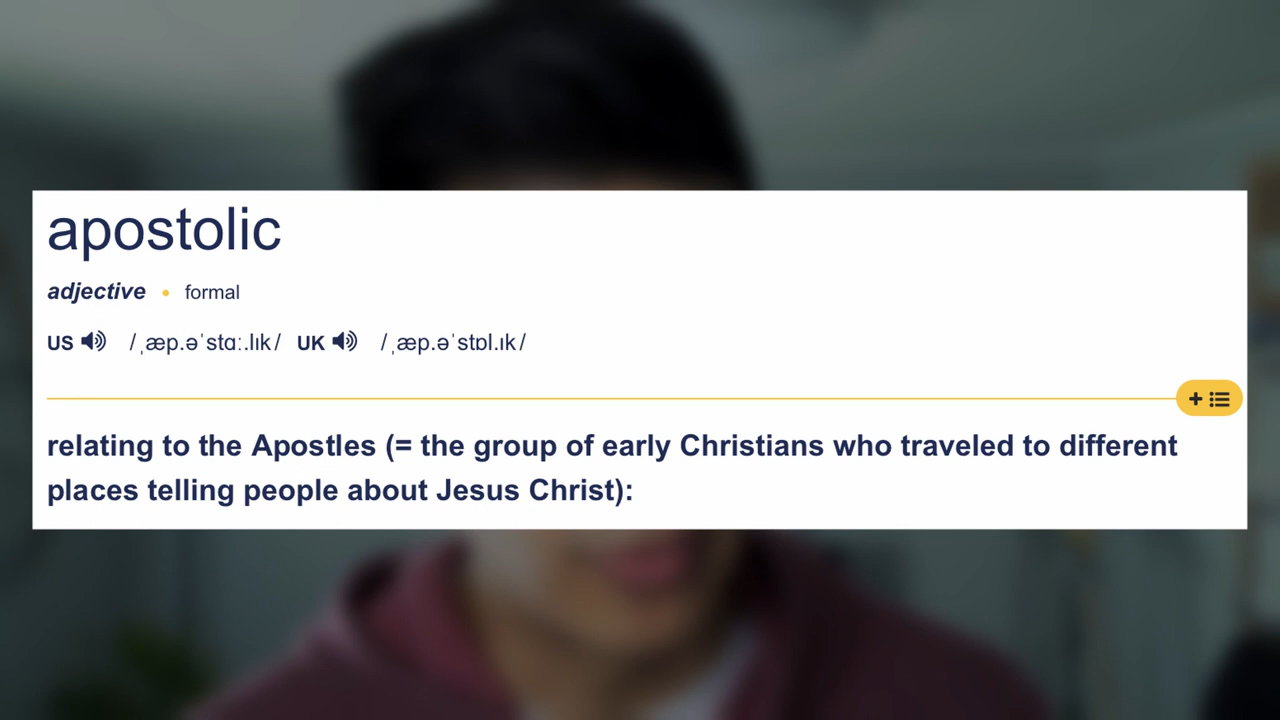 apostolic
adjective • formal
US /ˌæp.əˈstɑː.lɪk/ UK /ˌæp.əˈstɒl.ɪk/
relating to the Apostles (= the group of early Christians who traveled to different
places telling people about Jesus Christ):